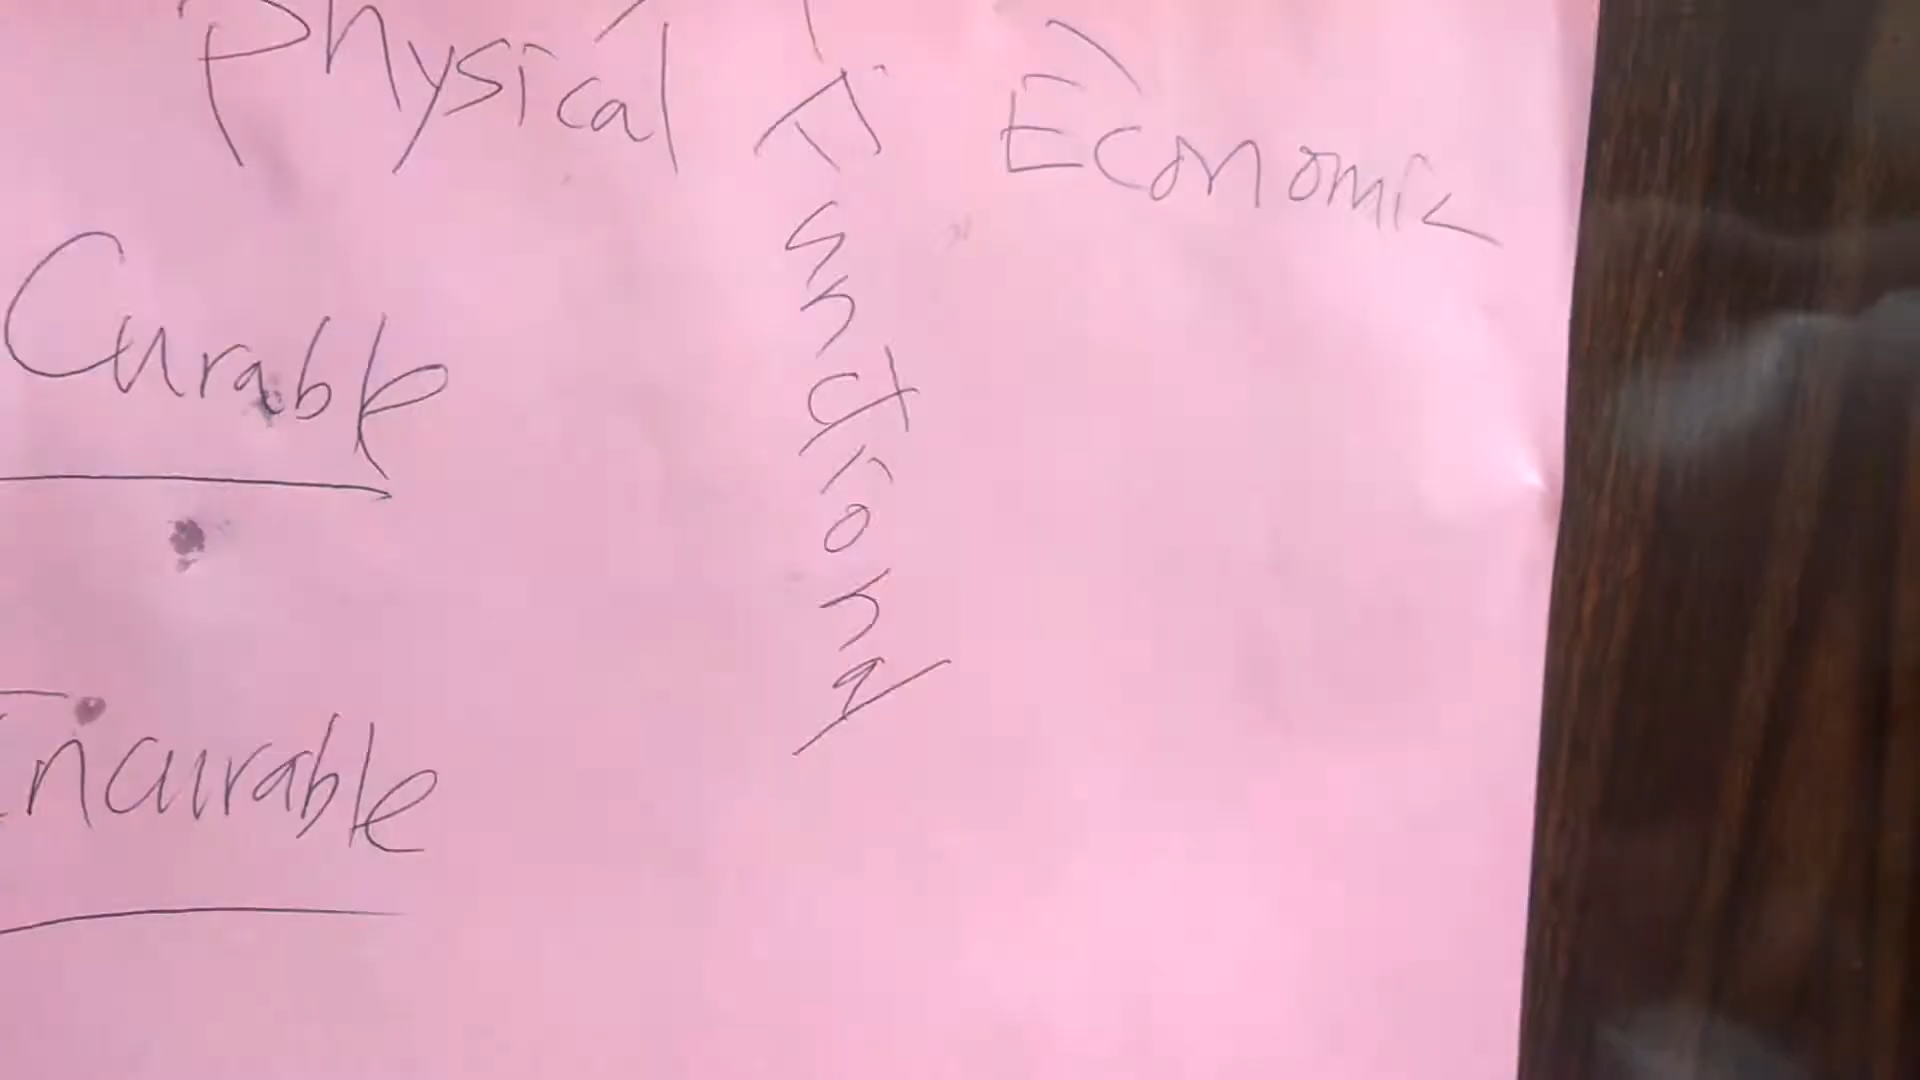 Physical
Functional
Economic
Curable
Incurable